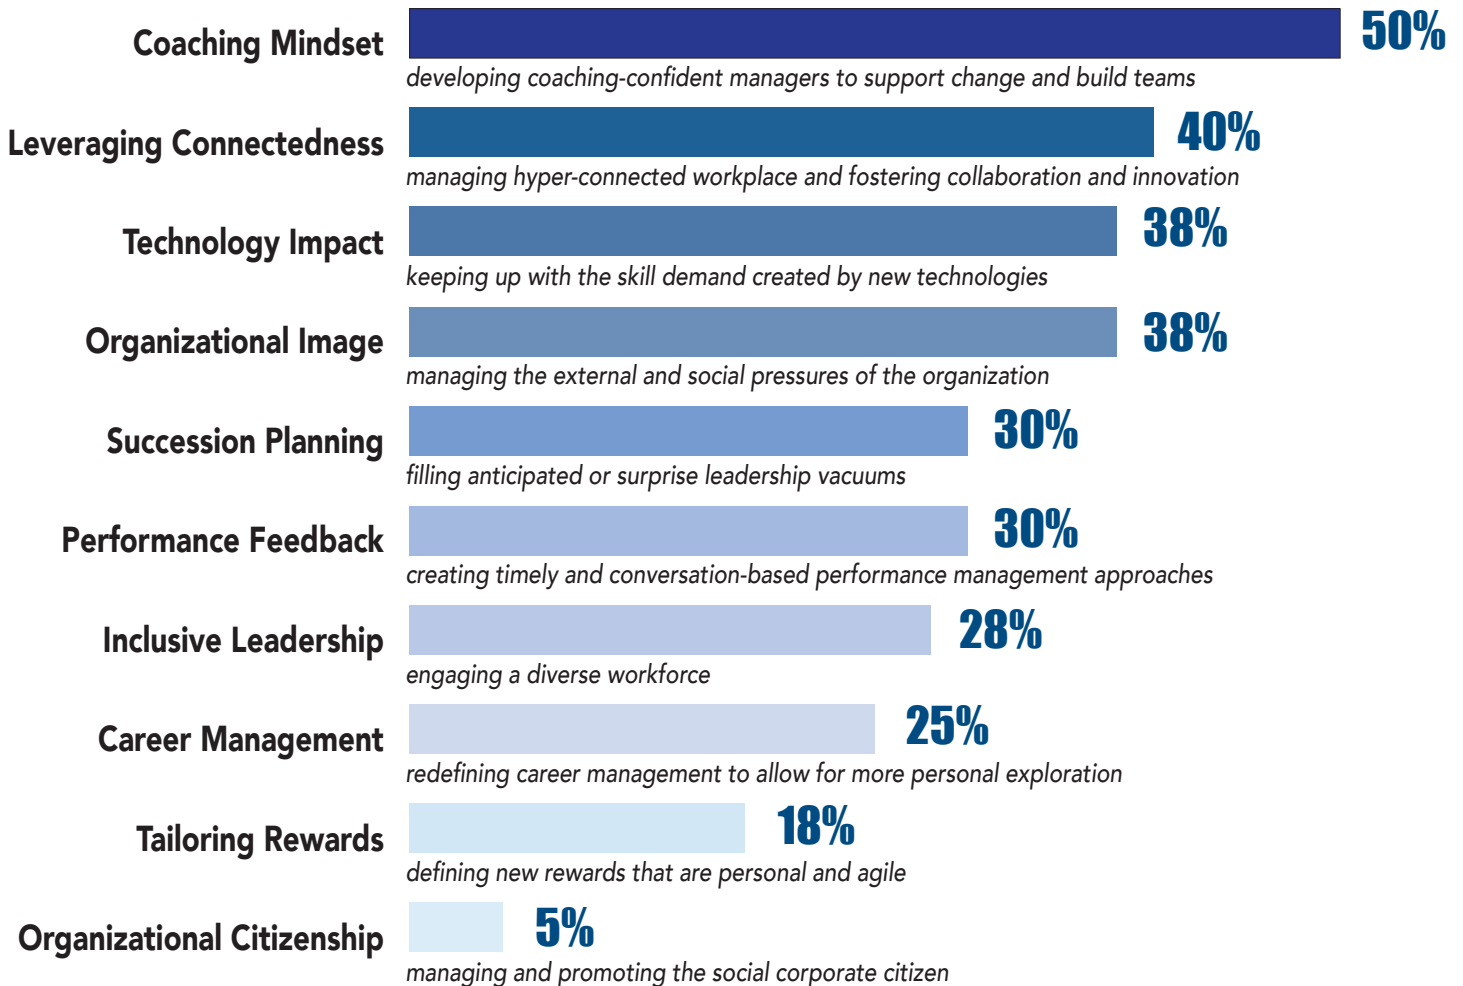 Coaching Mindset 50%
developing coaching-confident managers to support change and build teams
Leveraging Connectedness 40%
managing hyper-connected workplace and fostering collaboration and innovation
Technology Impact 38%
keeping up with the skill demand created by new technologies
Organizational Image 38%
managing the external and social pressures of the organization
Succession Planning 30%
filling anticipated or surprise leadership vacuums
Performance Feedback 30%
creating timely and conversation-based performance management approaches
Inclusive Leadership 28%
engaging a diverse workforce
Career Management 25%
redefining career management to allow for more personal exploration
Tailoring Rewards 18%
defining new rewards that are personal and agile
Organizational Citizenship 5%
managing and promoting the social corporate citizen